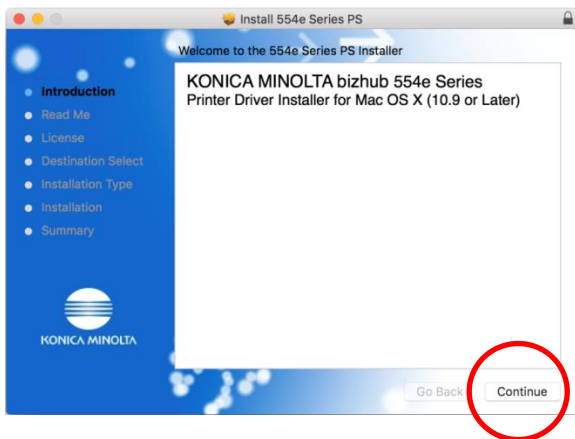 Install 554e Series PS
Welcome to the 554e Series PS Installer
Introduction
Read Me
License
Destination Select
Installation Type
Installation
Summary
KONICA MINOLTA
KONICA MINOLTA bizhub 554e Series
Printer Driver Installer for Mac OS X (10.9 or Later)
Go Back
Continue